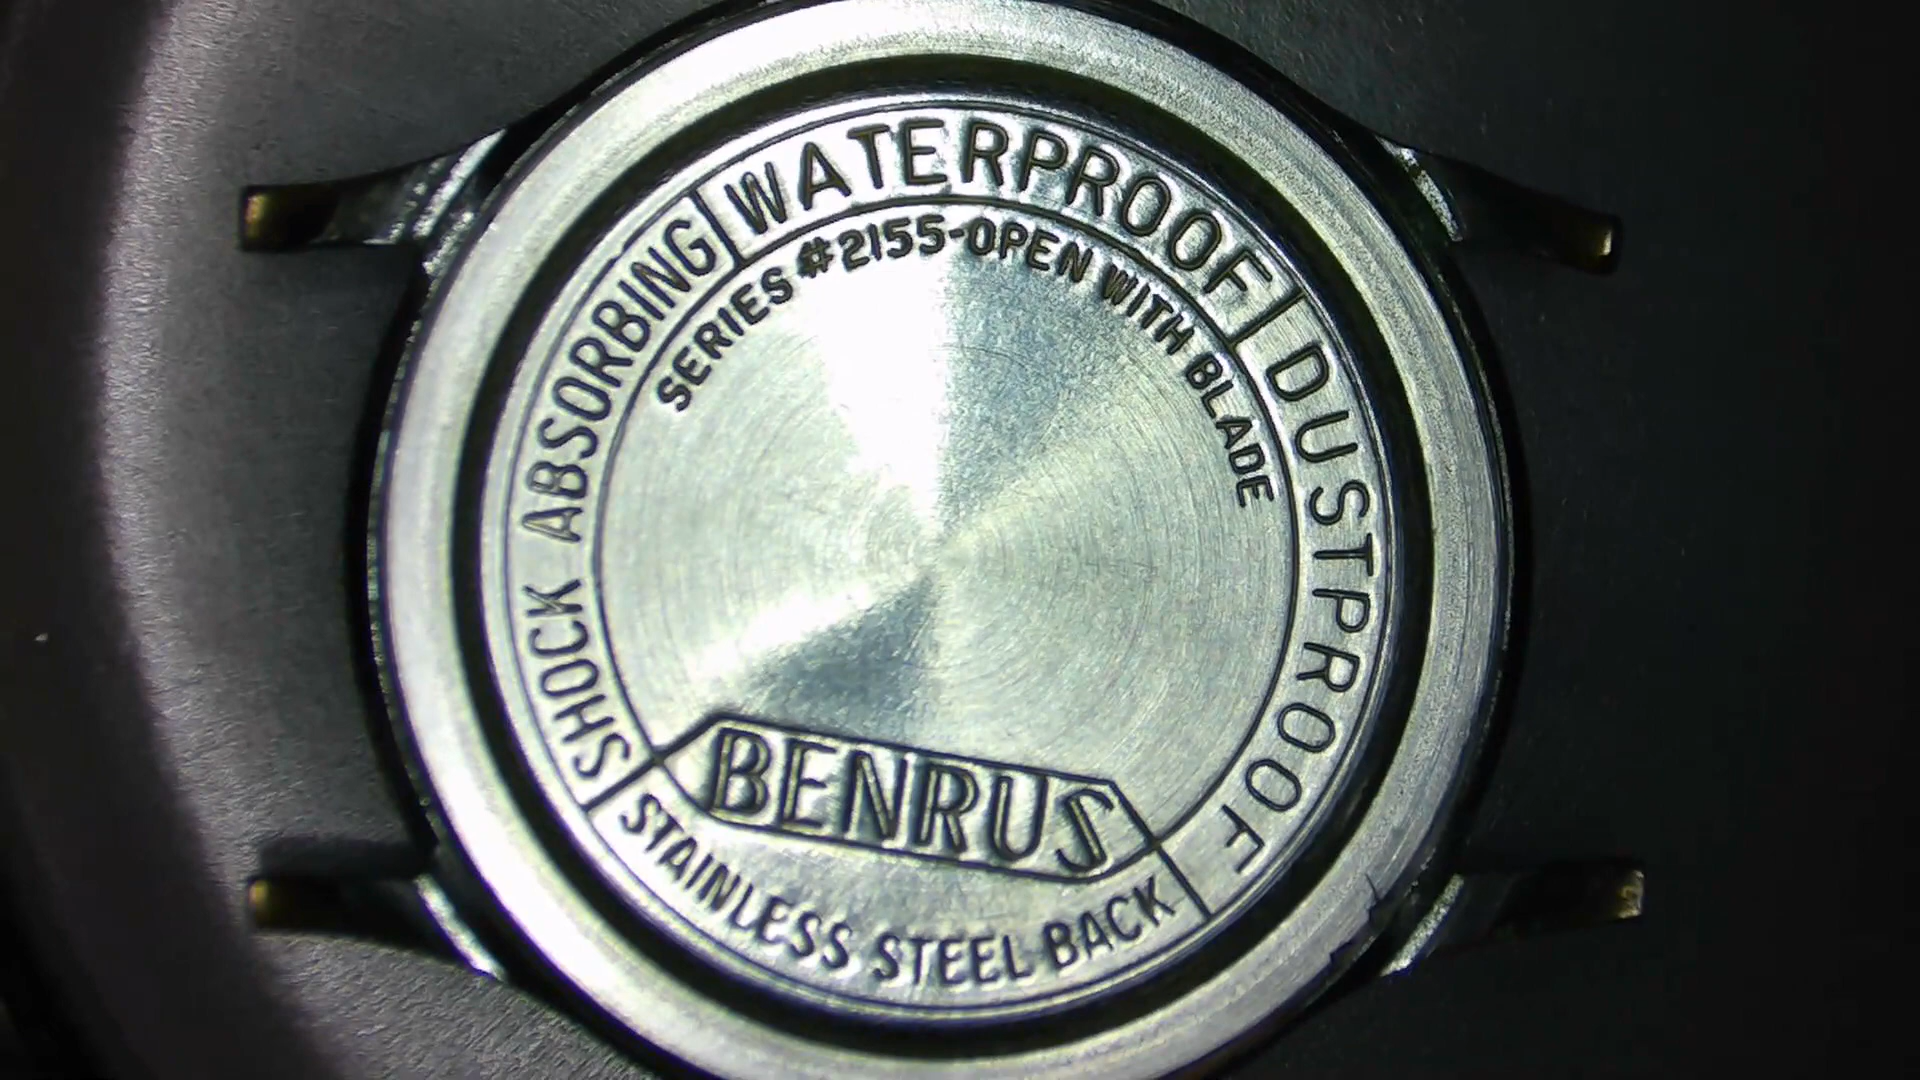 WATERPROOF
DUSTPROOF
STAINLESS STEEL BACK
SHOCK ABSORBING
SERIES #2155-OPEN WITH BLADE
BENRUS